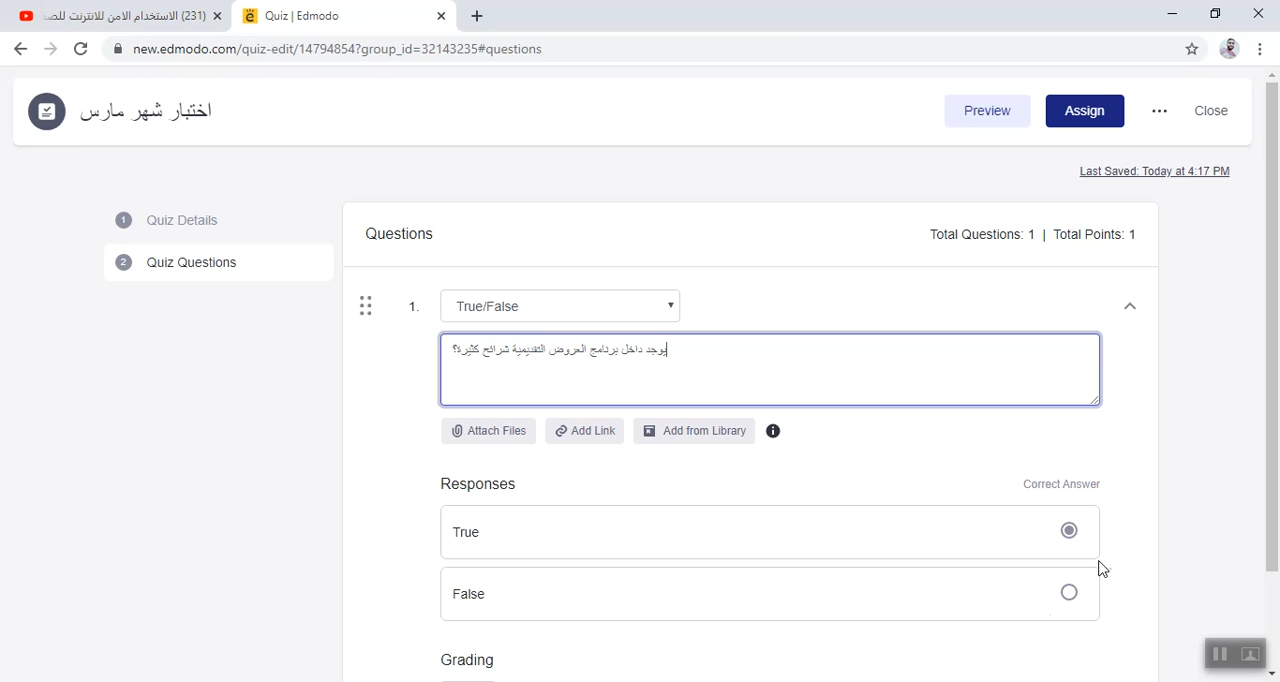 (231) الاستخدام الامن للانترنت للصف
Quiz | Edmodo
new.edmodo.com/quiz-edit/14794854?group_id=32143235#questions
اختبار شهر مارس
Preview
Assign
Close
Last Saved: Today at 4:17 PM
1 Quiz Details
2 Quiz Questions
Questions
Total Questions: 1 | Total Points: 1
1.
True/False
يوجد داخل برنامج العروض التقديمية شرائح كثيرة؟
Attach Files
Add Link
Add from Library
Responses
Correct Answer
True
False
Grading